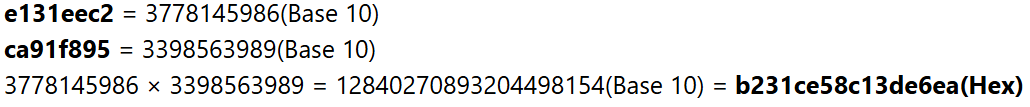 e131eec2 = 3778145986(Base 10)
ca91f895 = 3398563989(Base 10)
3778145986 × 3398563989 = 12840270893204498154(Base 10) = b231ce58c13de6ea(Hex)